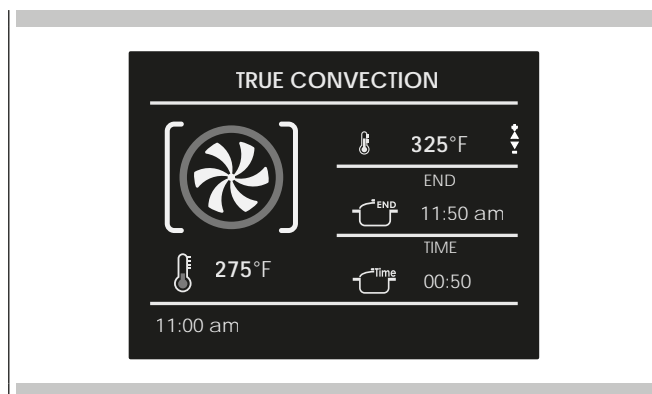 TRUE CONVECTION
325°F
END
END 11:50 am
TIME
Time 00:50
275°F
11:00 am